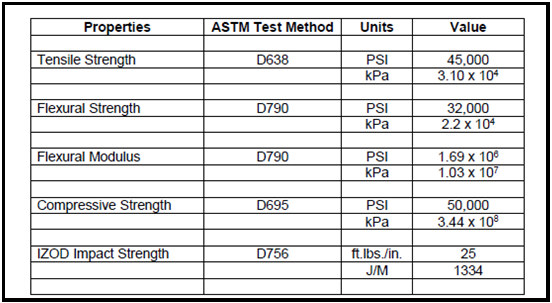 Properties ASTM Test Method Units Value
Tensile Strength D638 PSI 45,000
kPa 3.10 x 10⁴
Flexural Strength D790 PSI 32,000
kPa 2.2 x 10⁴
Flexural Modulus D790 PSI 1.69 x 10⁶
kPa 1.03 x 10⁷
Compressive Strength D695 PSI 50,000
kPa 3.44 x 10⁸
IZOD Impact Strength D756 ft.lbs./in. 25
J/M 1334